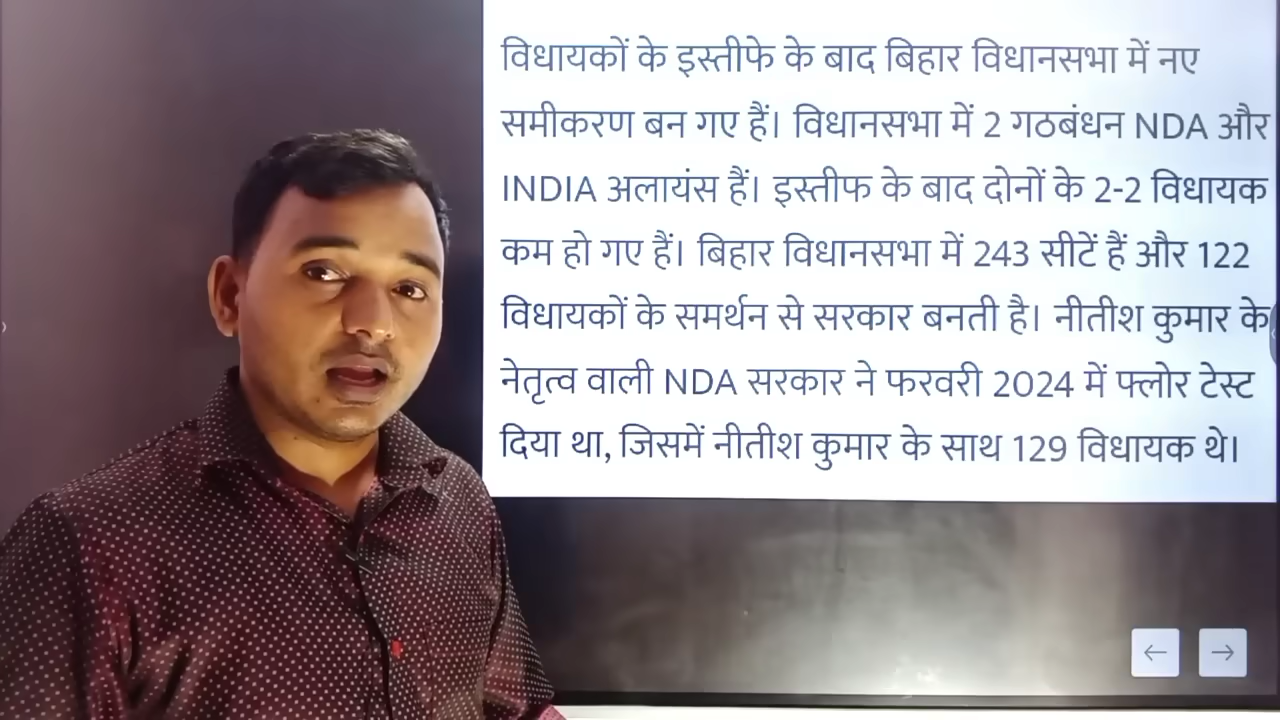 विधायकों के इस्तीफे के बाद बिहार विधानसभा में नए
समीकरण बन गए हैं। विधानसभा में 2 गठबंधन NDA और
INDIA अलायंस हैं। इस्तीफ के बाद दोनों के 2-2 विधायक
कम हो गए हैं। बिहार विधानसभा में 243 सीटें हैं और 122
विधायकों के समर्थन से सरकार बनती है। नीतीश कुमार के
नेतृत्व वाली NDA सरकार ने फरवरी 2024 में फ्लोर टेस्ट
दिया था, जिसमें नीतीश कुमार के साथ 129 विधायक थे।